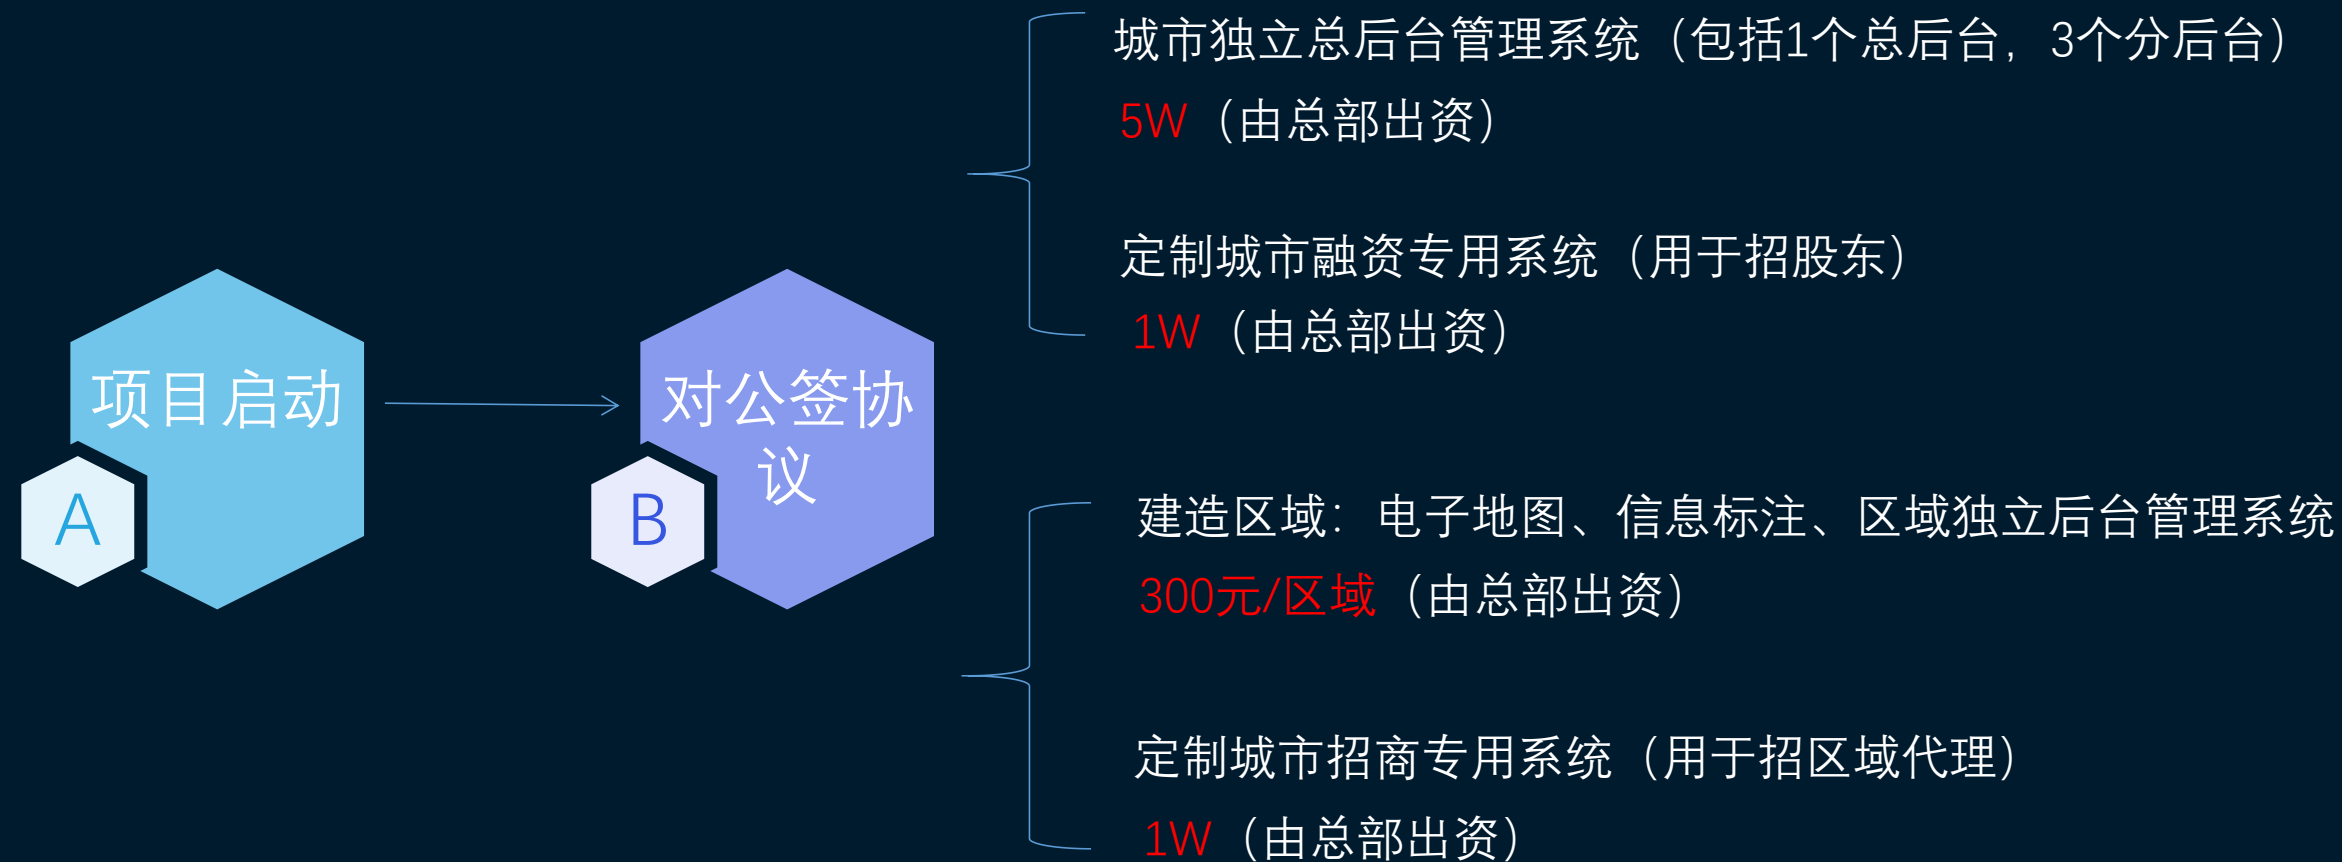 项目启动
A
对公签协
议
B
城市独立总后台管理系统（包括1个总后台，3个分后台）
5W（由总部出资）
定制城市融资专用系统（用于招股东）
1W（由总部出资）
建造区域：电子地图、信息标注、区域独立后台管理系统
300元/区域（由总部出资）
定制城市招商专用系统（用于招区域代理）
1W（由总部出资）